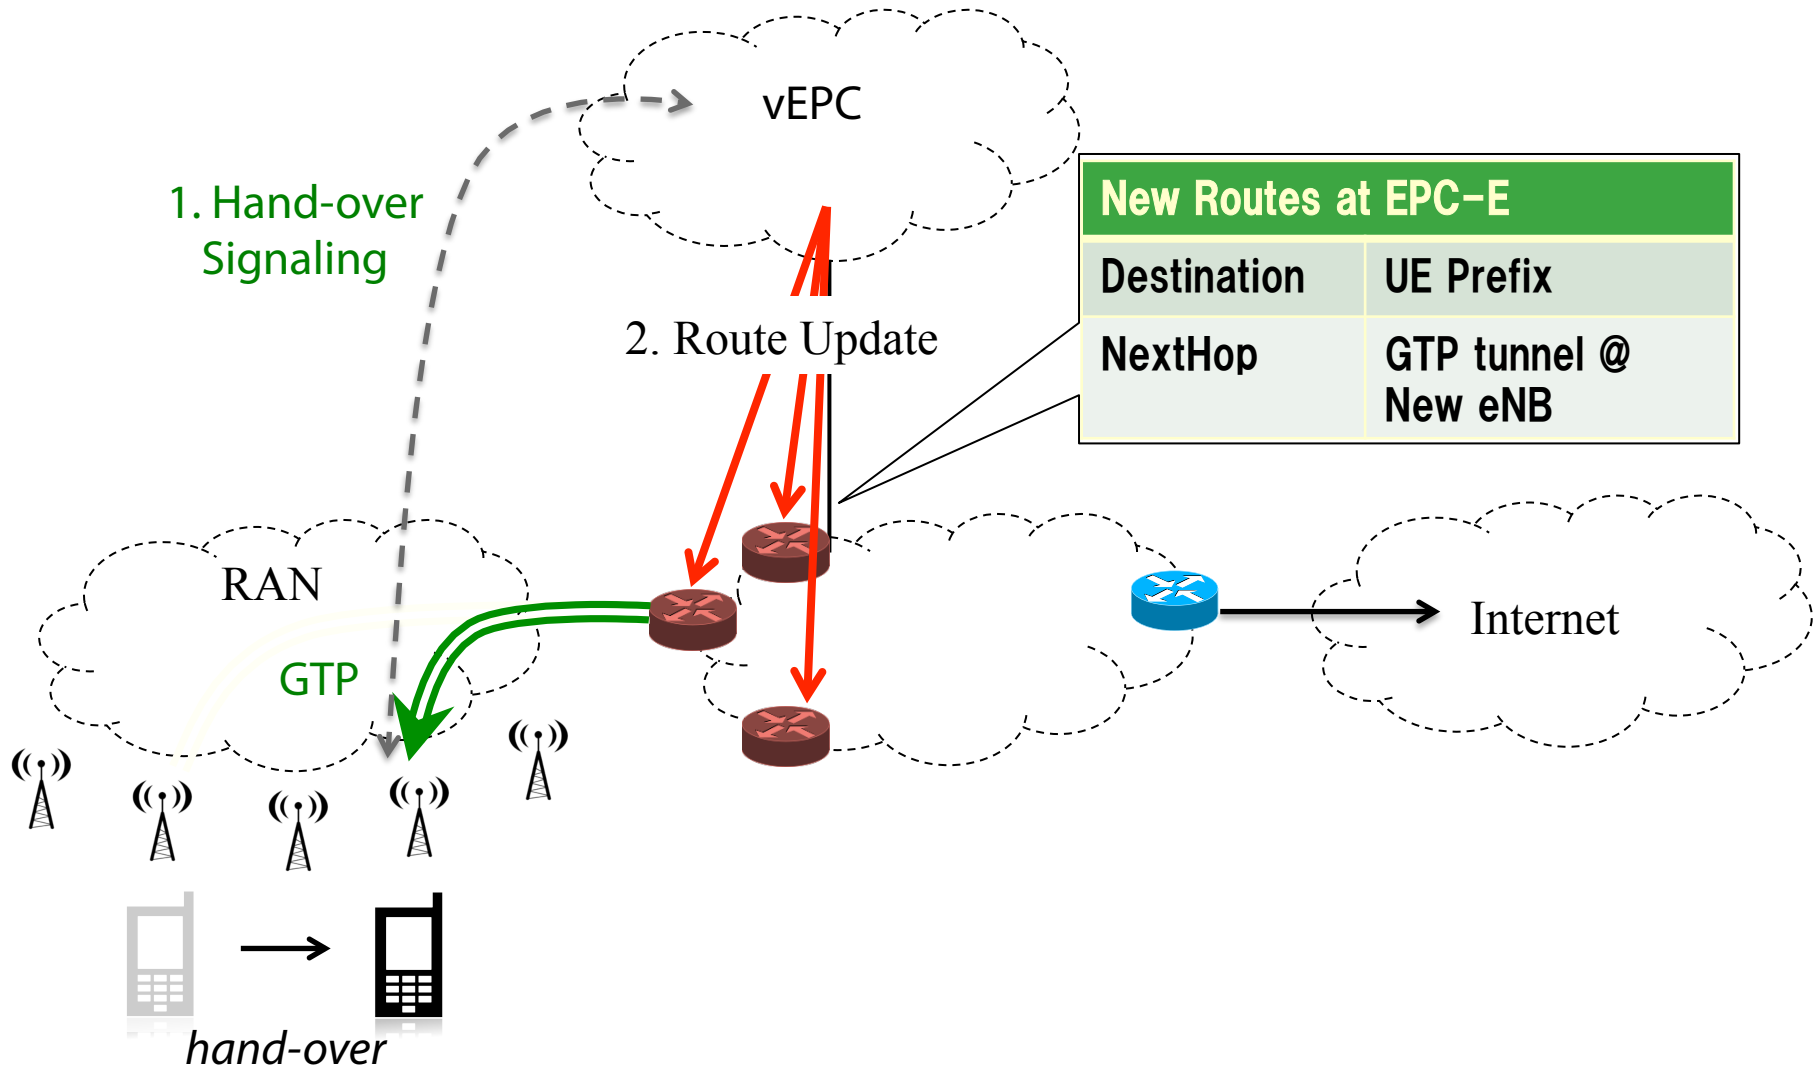 vEPC
1. Hand-over
Signaling
New Routes at EPC-E
Destination
UE Prefix
2. Route Update
NextHop
GTP tunnel @
New eNB
RAN
Internet
GTP
hand-over